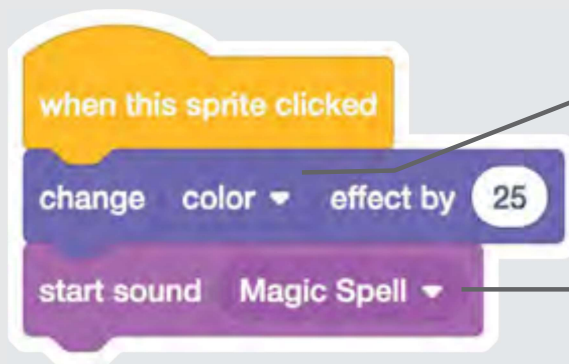 when this sprite clicked
change color effect by 25
start sound Magic Spell